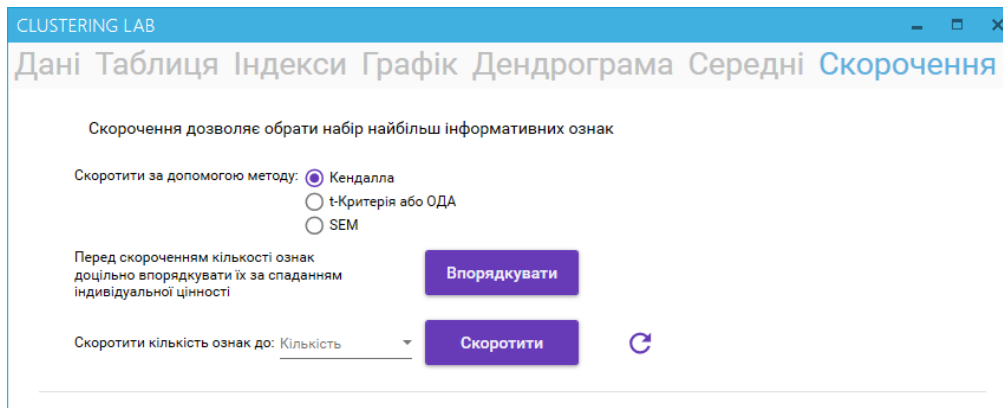 CLUSTERING LAB
Дані Таблиця Індекси Графік Дендрограма Середні Скорочення
Скорочення дозволяє обрати набір найбільш інформативних ознак
Скоротити за допомогою методу: Кендалла
t-Критерія або ОДА
SEM
Перед скороченням кількості ознак
доцільно впорядкувати їх за спаданням
індивідуальної цінності
Впорядкувати
Скоротити кількість ознак до: Кількість Скоротити